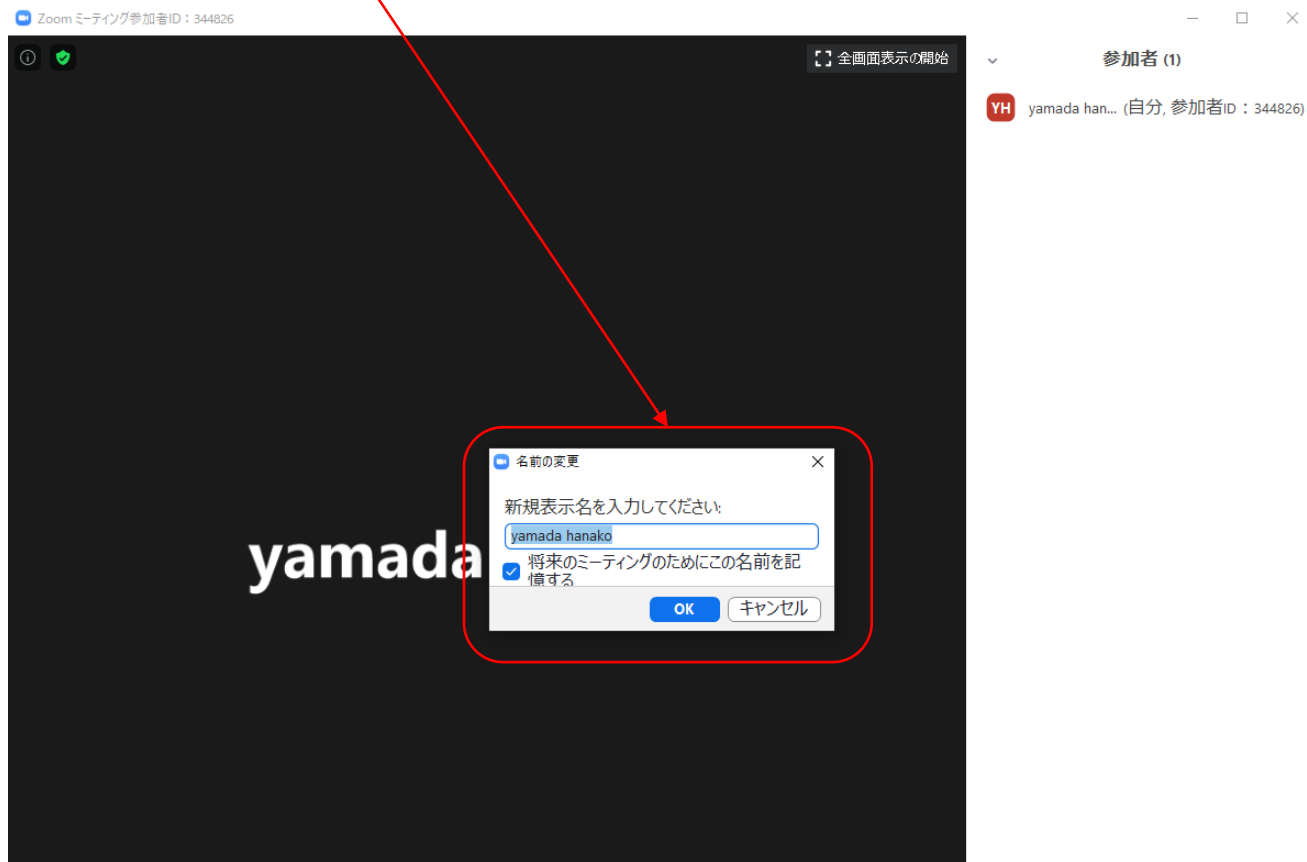 Zoom ミーティング参加者ID：344826
全画面表示の開始
参加者 (1)
YH yamada han... (自分, 参加者ID：344826)
名前の変更
新規表示名を入力してください:
yamada hanako
将来のミーティングのためにこの名前を記
憶する
OK キャンセル
yamada